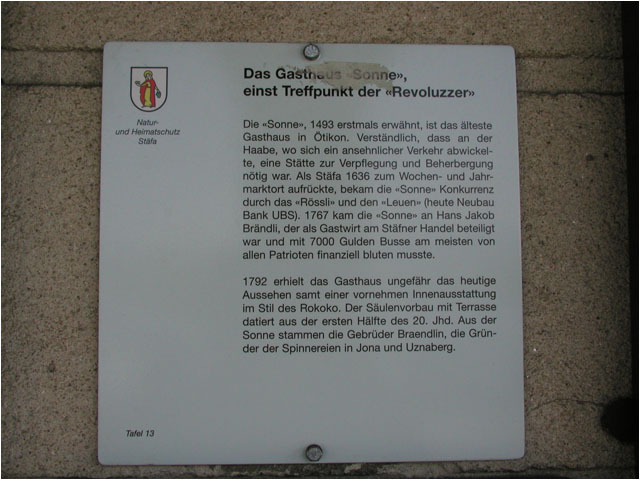 Das Gasthaus «Sonne»,
einst Treffpunkt der «Revoluzzer»
Natur-
und Heimatschutz
Stäfa
Die «Sonne», 1493 erstmals erwähnt, ist das älteste
Gasthaus in Ötikon. Verständlich, dass an der
Haabe, wo sich ein ansehnlicher Verkehr abwickel-
te, eine Stätte zur Verpflegung und Beherbergung
nötig war. Als Stäfa 1636 zum Wochen- und Jahr-
marktort aufrückte, bekam die «Sonne» Konkurrenz
durch das «Rössli» und den «Leuen» (heute Neubau
Bank UBS). 1767 kam die «Sonne» an Hans Jakob
Brändli, der als Gastwirt am Stäfner Handel beteiligt
war und mit 7000 Gulden Busse am meisten von
allen Patrioten finanziell bluten musste.
1792 erhielt das Gasthaus ungefähr das heutige
Aussehen samt einer vornehmen Innenausstattung
im Stil des Rokoko. Der Säulenvorbau mit Terrasse
datiert aus der ersten Hälfte des 20. Jhd. Aus der
Sonne stammen die Gebrüder Braendlin, die Grün-
der der Spinnereien in Jona und Uznaberg.
Tafel 13